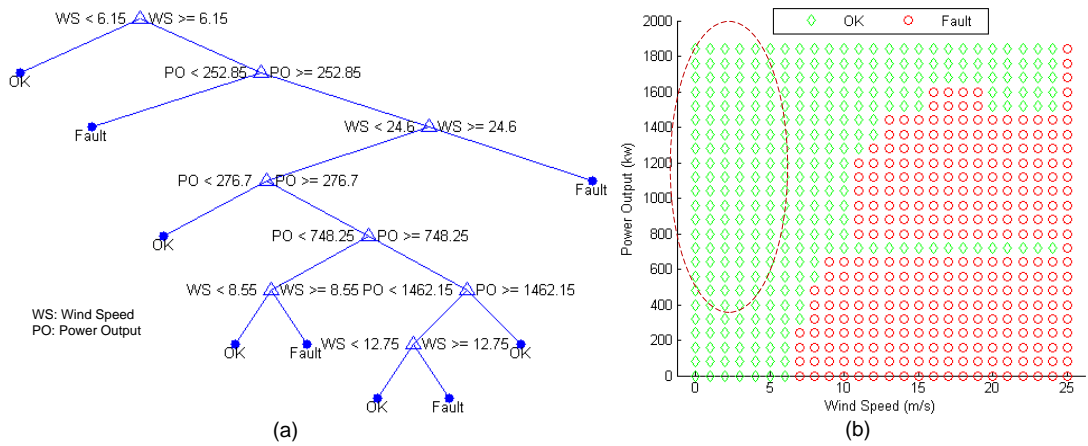 WS < 6.15 WS >= 6.15
OK
PO < 252.85 PO >= 252.85
Fault
WS < 24.6 WS >= 24.6
PO < 276.7 PO >= 276.7
Fault
OK
PO < 748.25 PO >= 748.25
WS < 8.55 WS >= 8.55 PO < 1462.15 PO >= 1462.15
WS: Wind Speed
PO: Power Output
OK
Fault
WS < 12.75 WS >= 12.75
OK
OK
Fault
(a)
OK Fault
2000
1800
1600
1400
1200
1000
800
600
400
200
0
Power Output (kw)
0 5 10 15 20 25
Wind Speed (m/s)
(b)